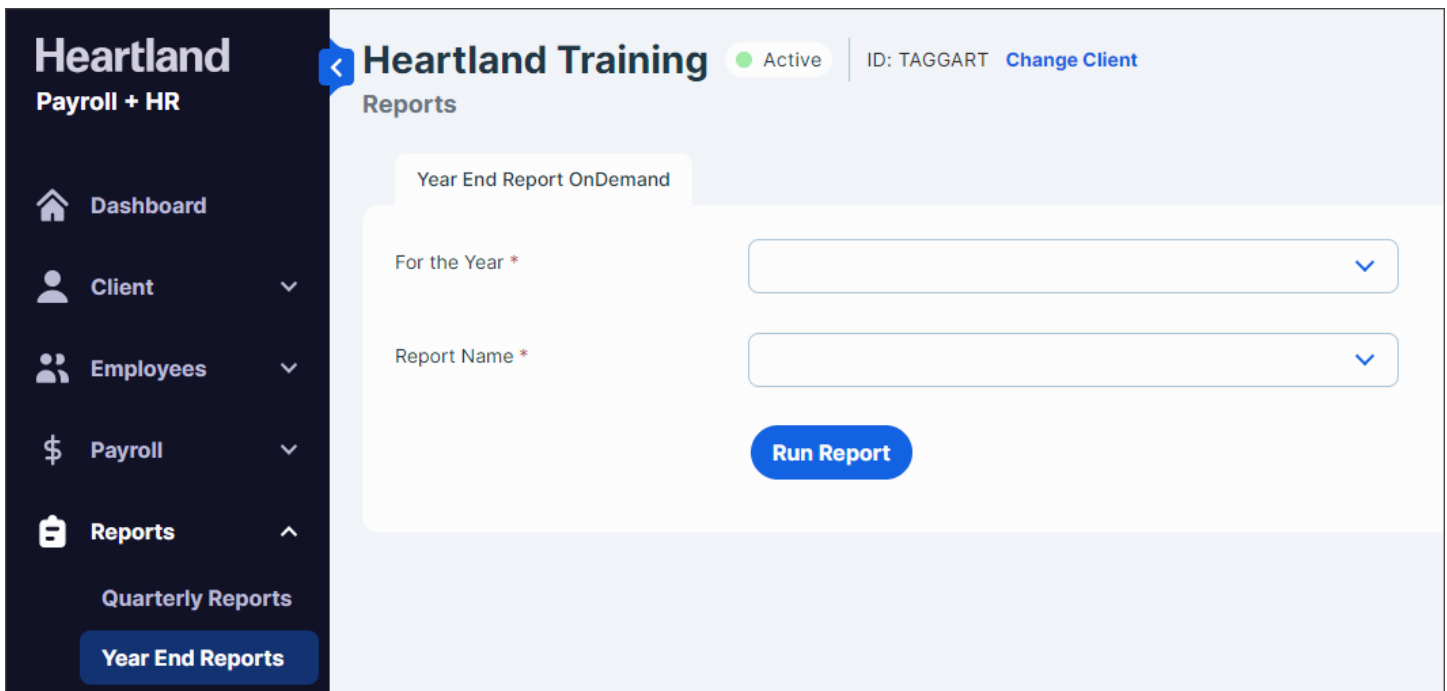 Heartland
Payroll + HR
Dashboard
Client
Employees
Payroll
Reports
Quarterly Reports
Year End Reports
Heartland Training Active ID: TAGGART Change Client
Reports
Year End Report OnDemand
For the Year *
Report Name *
Run Report